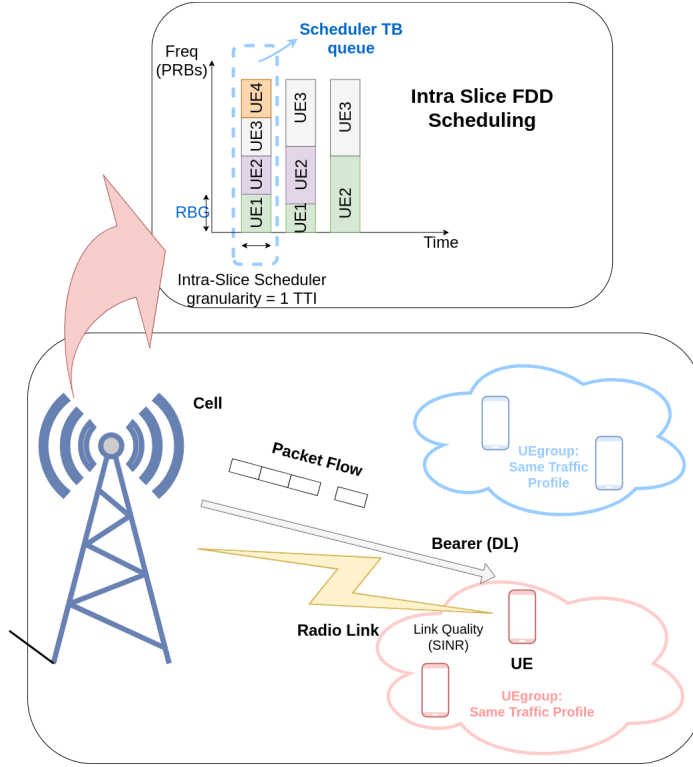 Scheduler TB
queue
Freq
(PRBs)
Intra Slice FDD
Scheduling
UE4
UE3
UE2
UE1
UE3
UE2
UE1
UE3
UE2
RBG
Time
Intra-Slice Scheduler
granularity = 1 TTI
Cell
Packet Flow
UEgroup:
Same Traffic
Profile
Bearer (DL)
Radio Link
Link Quality
(SINR)
UE
UEgroup:
Same Traffic Profile